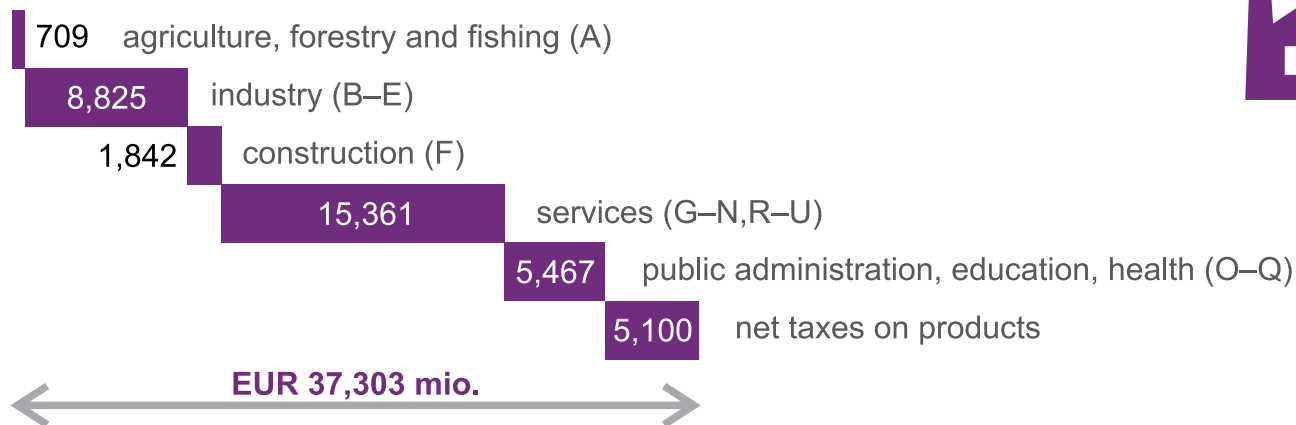 709 agriculture, forestry and fishing (A)
8,825 industry (B–E)
1,842 construction (F)
15,361 services (G–N,R–U)
5,467 public administration, education, health (O–Q)
5,100 net taxes on products
EUR 37,303 mio.